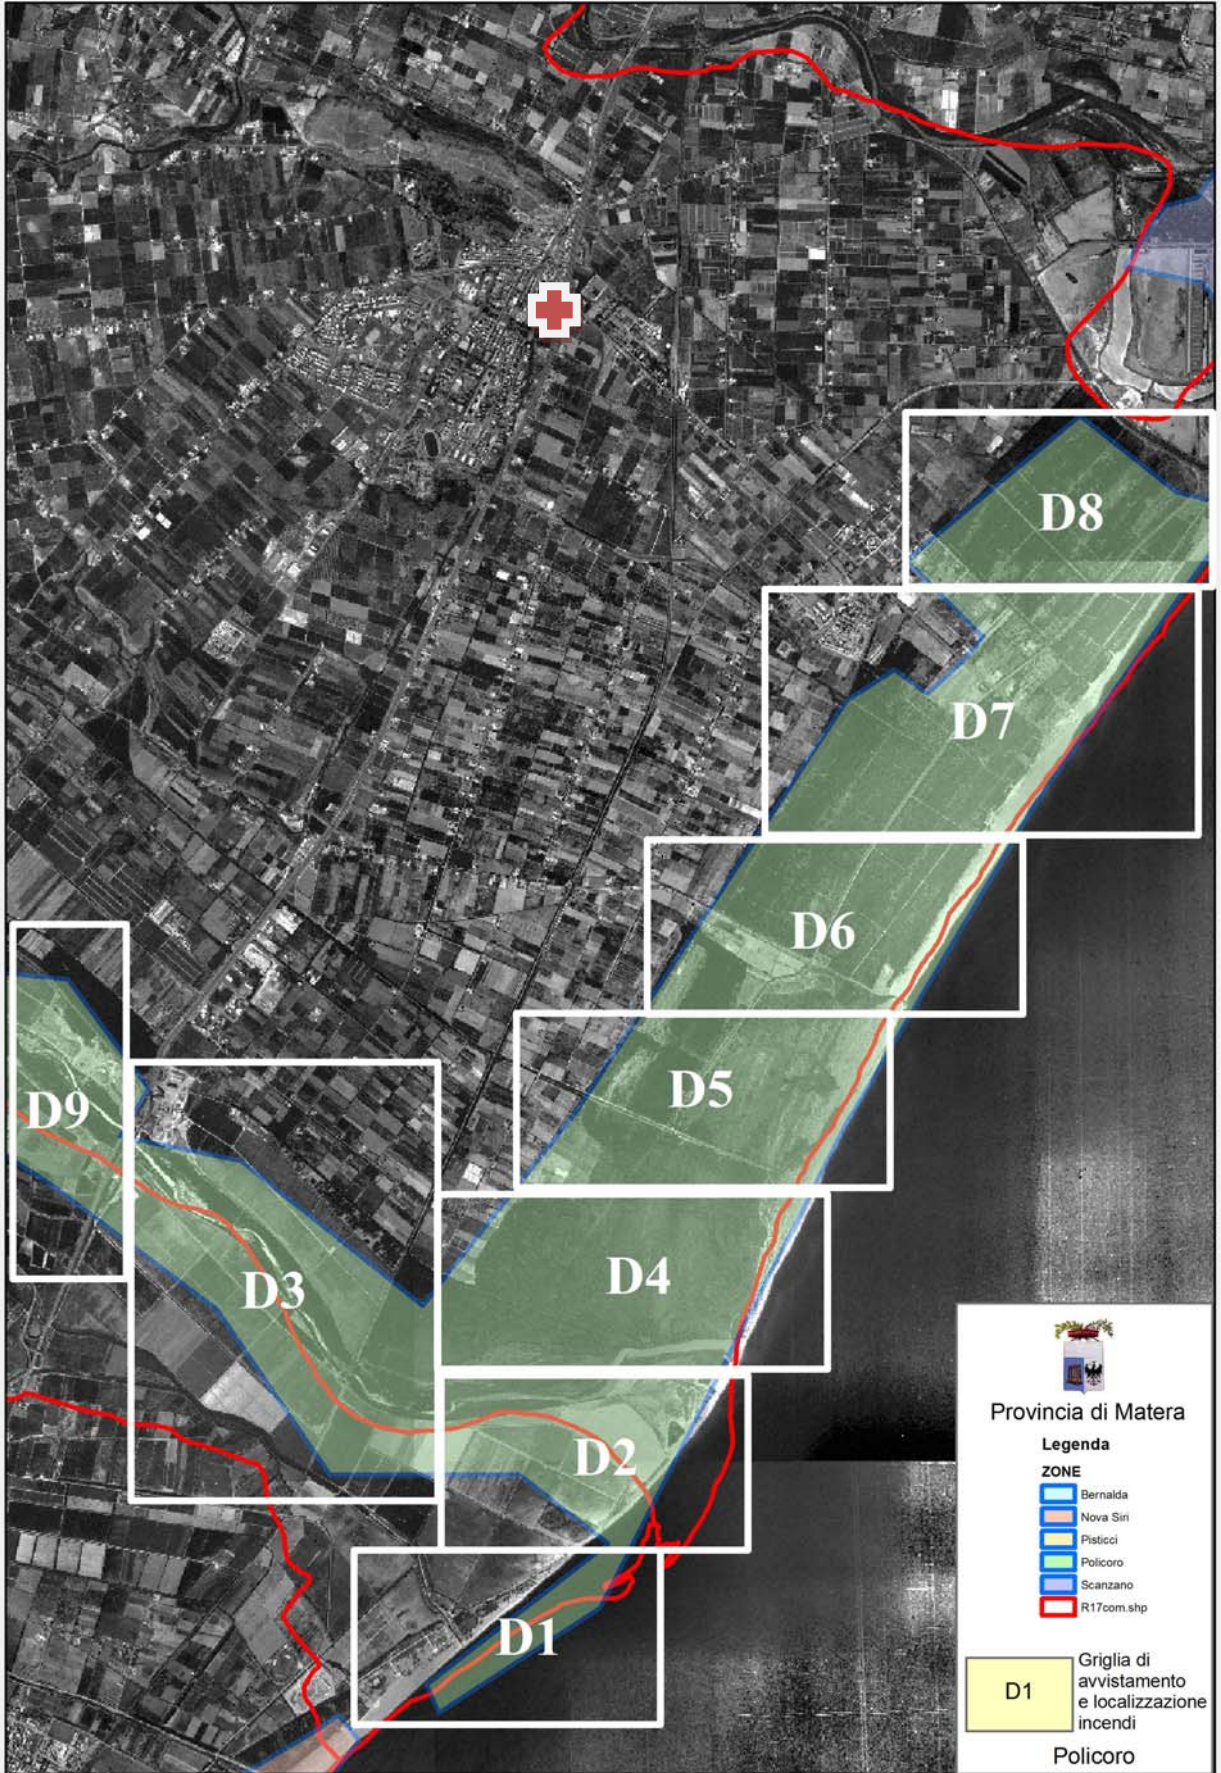 D8
D7
D6
D9
D5
D3
D4
D2
D1
Provincia di Matera
Legenda
ZONE
Bernalda
Nova Siri
Pisticci
Policoro
Scanzano
R17com.shp
D1
Griglia di
avvistamento
e localizzazione
incendi
Policoro